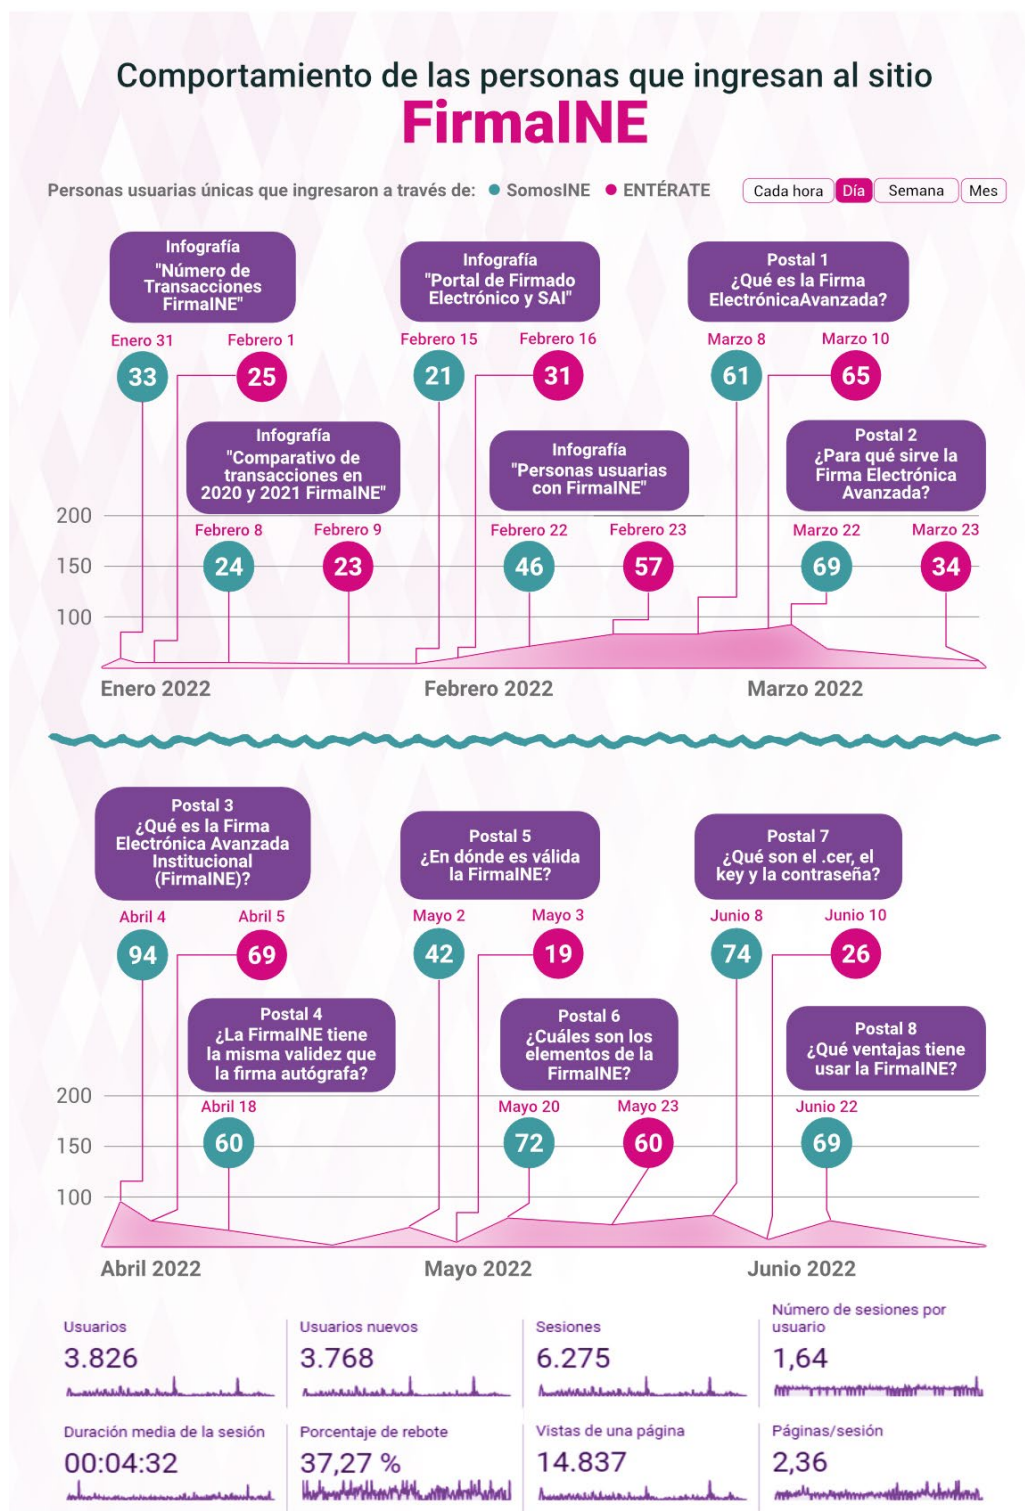 Comportamiento de las personas que ingresan al sitio
FirmaINE
Personas usuarias únicas que ingresaron a través de: SomosINE ENTÉRATE
Cada hora Día Semana Mes
Infografía
"Número de
Transacciones
FirmaINE"
Enero 31 Febrero 1
33 25
Infografía
"Portal de Firmado
Electrónico y SAI"
Febrero 15 Febrero 16
21 31
Postal 1
¿Qué es la Firma
ElectrónicaAvanzada?
Marzo 8 Marzo 10
61 65
Infografía
"Comparativo de
transacciones en
2020 y 2021 FirmaINE"
Febrero 8 Febrero 9
24 23
Infografía
"Personas usuarias
con FirmaINE"
Febrero 22 Febrero 23
46 57
Postal 2
¿Para qué sirve la
Firma Electrónica
Avanzada?
Marzo 22 Marzo 23
69 34
200
150
100
Enero 2022 Febrero 2022 Marzo 2022
Postal 3
¿Qué es la Firma
Electrónica Avanzada
Institucional
(FirmaINE)?
Abril 4 Abril 5
94 69
Postal 5
¿En dónde es válida
la FirmaINE?
Mayo 2 Mayo 3
42 19
Postal 7
¿Qué son el .cer, el
key y la contraseña?
Junio 8 Junio 10
74 26
Postal 4
¿La FirmaINE tiene
la misma validez que
la firma autógrafa?
Abril 18
60
Postal 6
¿Cuáles son los
elementos de la
FirmaINE?
Mayo 20 Mayo 23
72 60
Postal 8
¿Qué ventajas tiene
usar la FirmaINE?
Junio 22
69
200
150
100
Abril 2022 Mayo 2022 Junio 2022
Usuarios
3.826
Usuarios nuevos
3.768
Sesiones
6.275
Número de sesiones por
usuario
1,64
Duración media de la sesión
00:04:32
Porcentaje de rebote
37,27 %
Vistas de una página
14.837
Páginas/sesión
2,36